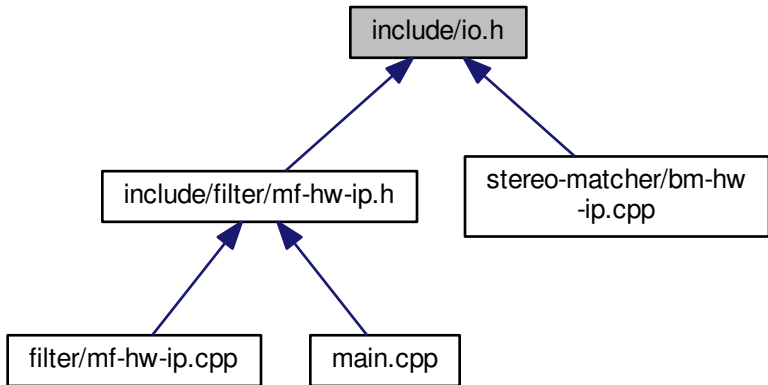 include/io.h
include/filter/mf-hw-ip.h
stereo-matcher/bm-hw
-ip.cpp
filter/mf-hw-ip.cpp
main.cpp